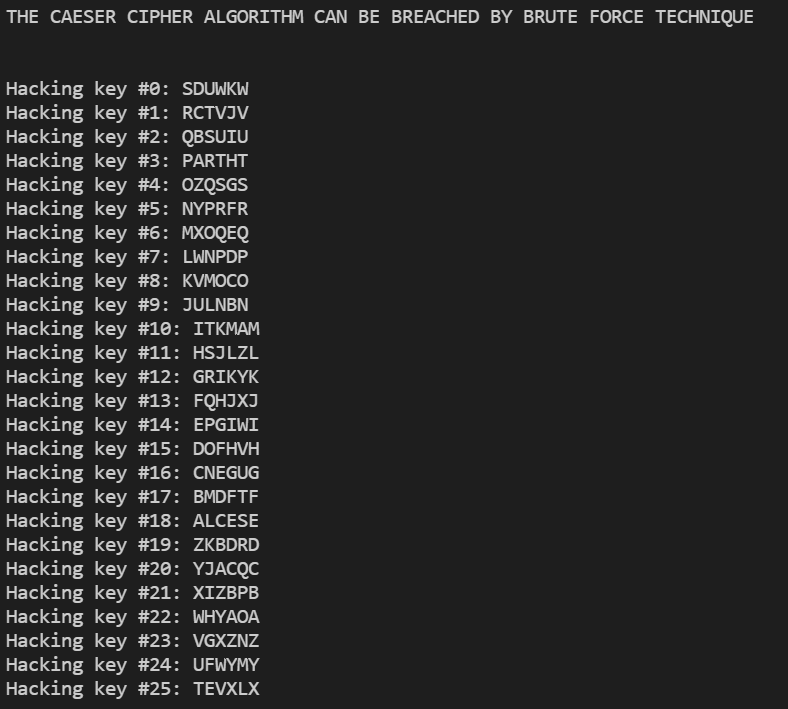 THE CAESER CIPHER ALGORITHM CAN BE BREACHED BY BRUTE FORCE TECHNIQUE
Hacking key #0: SDUWKW
Hacking key #1: RCTVJV
Hacking key #2: QBSUIU
Hacking key #3: PARTHT
Hacking key #4: OZQSGS
Hacking key #5: NYPRFR
Hacking key #6: MXOQEQ
Hacking key #7: LWNPDP
Hacking key #8: KVMOCO
Hacking key #9: JULNBN
Hacking key #10: ITKMAM
Hacking key #11: HSJLZL
Hacking key #12: GRIKYK
Hacking key #13: FQHJXJ
Hacking key #14: EPGIWI
Hacking key #15: DOFHVH
Hacking key #16: CNEGUG
Hacking key #17: BMDFTF
Hacking key #18: ALCESE
Hacking key #19: ZKBDRD
Hacking key #20: YJACQC
Hacking key #21: XIZBPB
Hacking key #22: WHYAOA
Hacking key #23: VGXZNZ
Hacking key #24: UFWYMY
Hacking key #25: TEVXLX